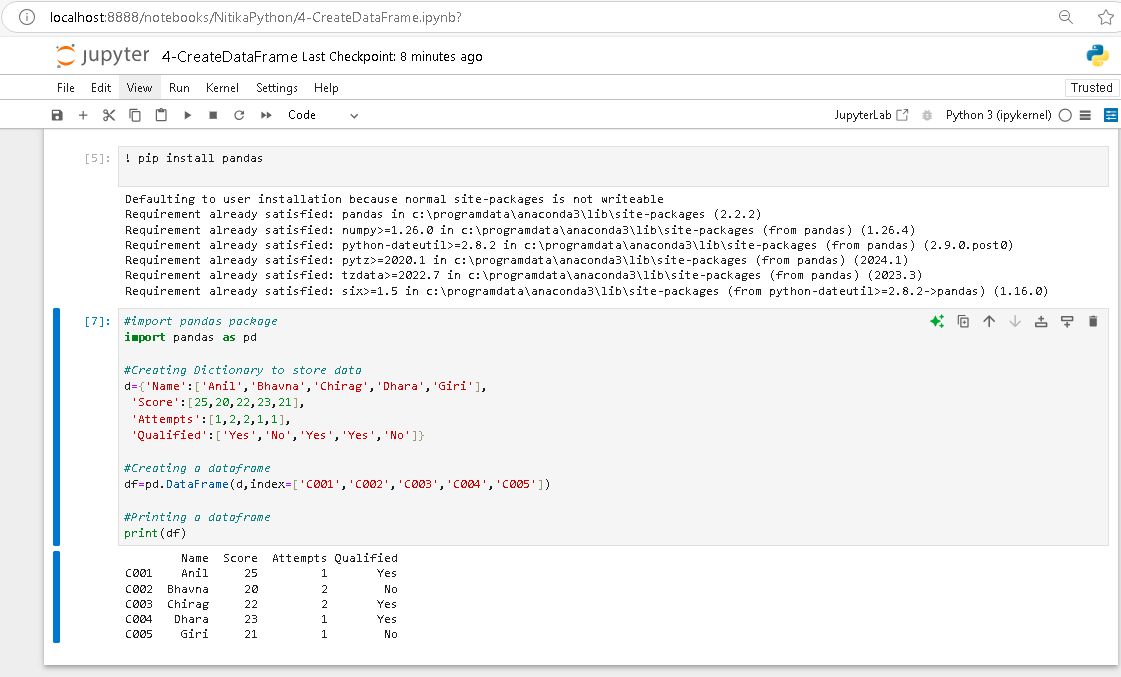 localhost:8888/notebooks/NitikaPython/4-CreateDataFrame.ipynb?
jupyter 4-CreateDataFrame Last Checkpoint: 8 minutes ago
File Edit View Run Kernel Settings Help Trusted
Code JupyterLab Python 3 (ipykernel)
[5]: ! pip install pandas
Defaulting to user installation because normal site-packages is not writeable
Requirement already satisfied: pandas in c:\programdata\anaconda3\lib\site-packages (2.2.2)
Requirement already satisfied: numpy>=1.26.0 in c:\programdata\anaconda3\lib\site-packages (from pandas) (1.26.4)
Requirement already satisfied: python-dateutil>=2.8.2 in c:\programdata\anaconda3\lib\site-packages (from pandas) (2.9.0.post0)
Requirement already satisfied: pytz>=2020.1 in c:\programdata\anaconda3\lib\site-packages (from pandas) (2024.1)
Requirement already satisfied: tzdata>=2022.7 in c:\programdata\anaconda3\lib\site-packages (from pandas) (2023.3)
Requirement already satisfied: six>=1.5 in c:\programdata\anaconda3\lib\site-packages (from python-dateutil>=2.8.2->pandas) (1.16.0)
[7]: #import pandas package
import pandas as pd
#Creating Dictionary to store data
d={'Name':['Anil','Bhavna','Chirag','Dhara','Giri'],
'Score':[25,20,22,23,21],
'Attempts':[1,2,2,1,1],
'Qualified':['Yes','No','Yes','Yes','No']}
#Creating a dataframe
df=pd.DataFrame(d,index=['C001','C002','C003','C004','C005'])
#Printing a dataframe
print(df)
Name Score Attempts Qualified
C001 Anil 25 1 Yes
C002 Bhavna 20 2 No
C003 Chirag 22 2 Yes
C004 Dhara 23 1 Yes
C005 Giri 21 1 No